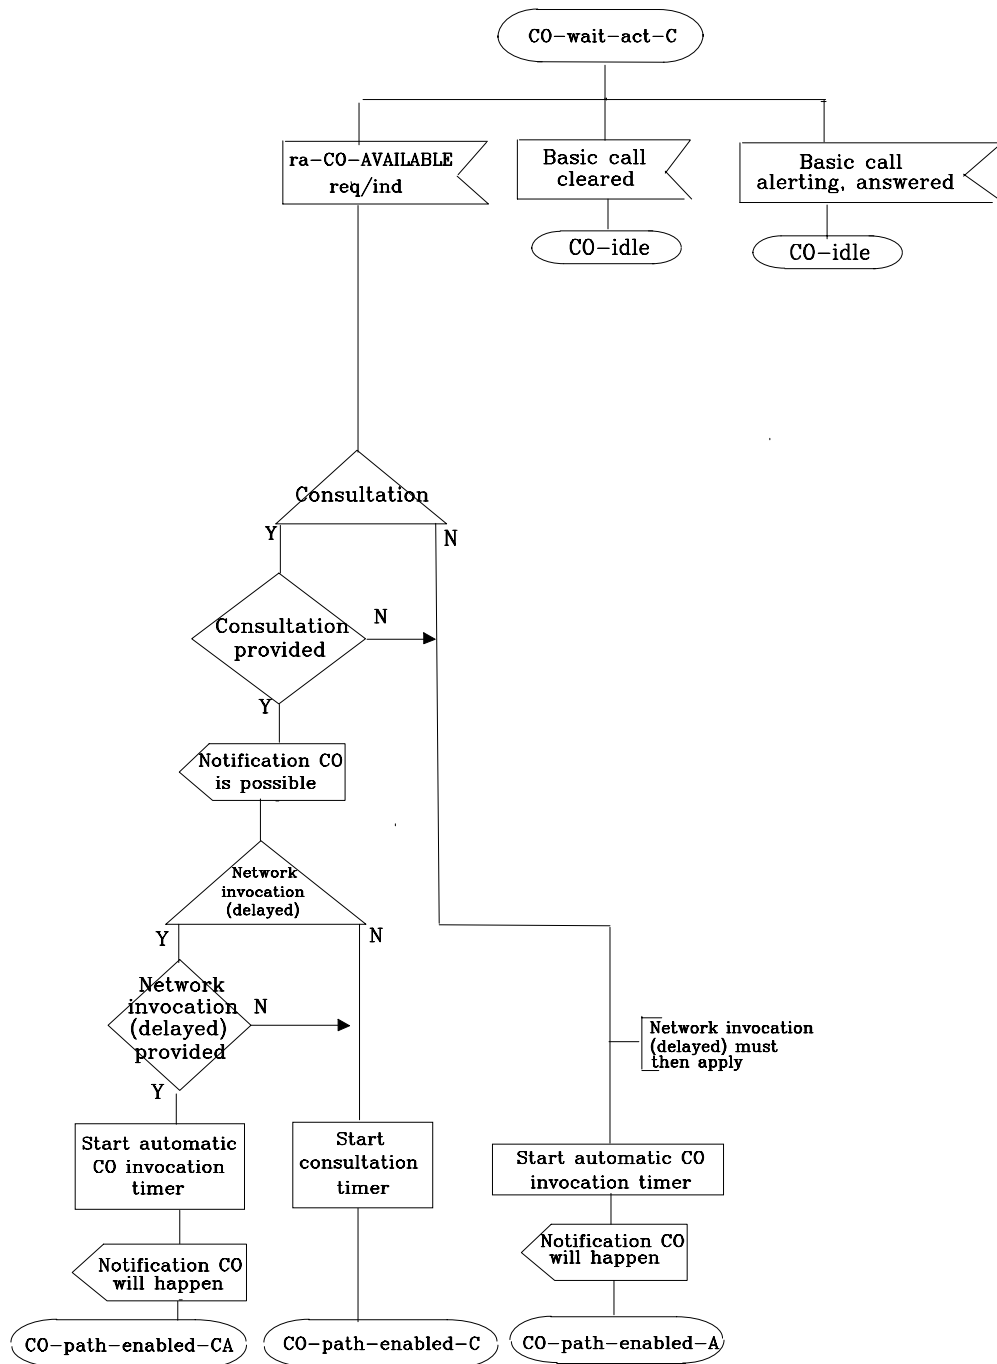 CO-wait-act-C
ra-CO-AVAILABLE
req/ind
Basic call
cleared
Basic call
alerting, answered
CO-idle
CO-idle
Consultation
Y
N
Consultation
provided
N
Y
Notification CO
is possible
Network
invocation
(delayed)
Y
N
Network
invocation
(delayed)
provided
N
Y
Network invocation
(delayed) must
then apply
Start automatic
CO invocation
timer
Start
consultation
timer
Start automatic CO
invocation timer
Notification CO
will happen
Notification CO
will happen
CO-path-enabled-CA
CO-path-enabled-C
CO-path-enabled-A